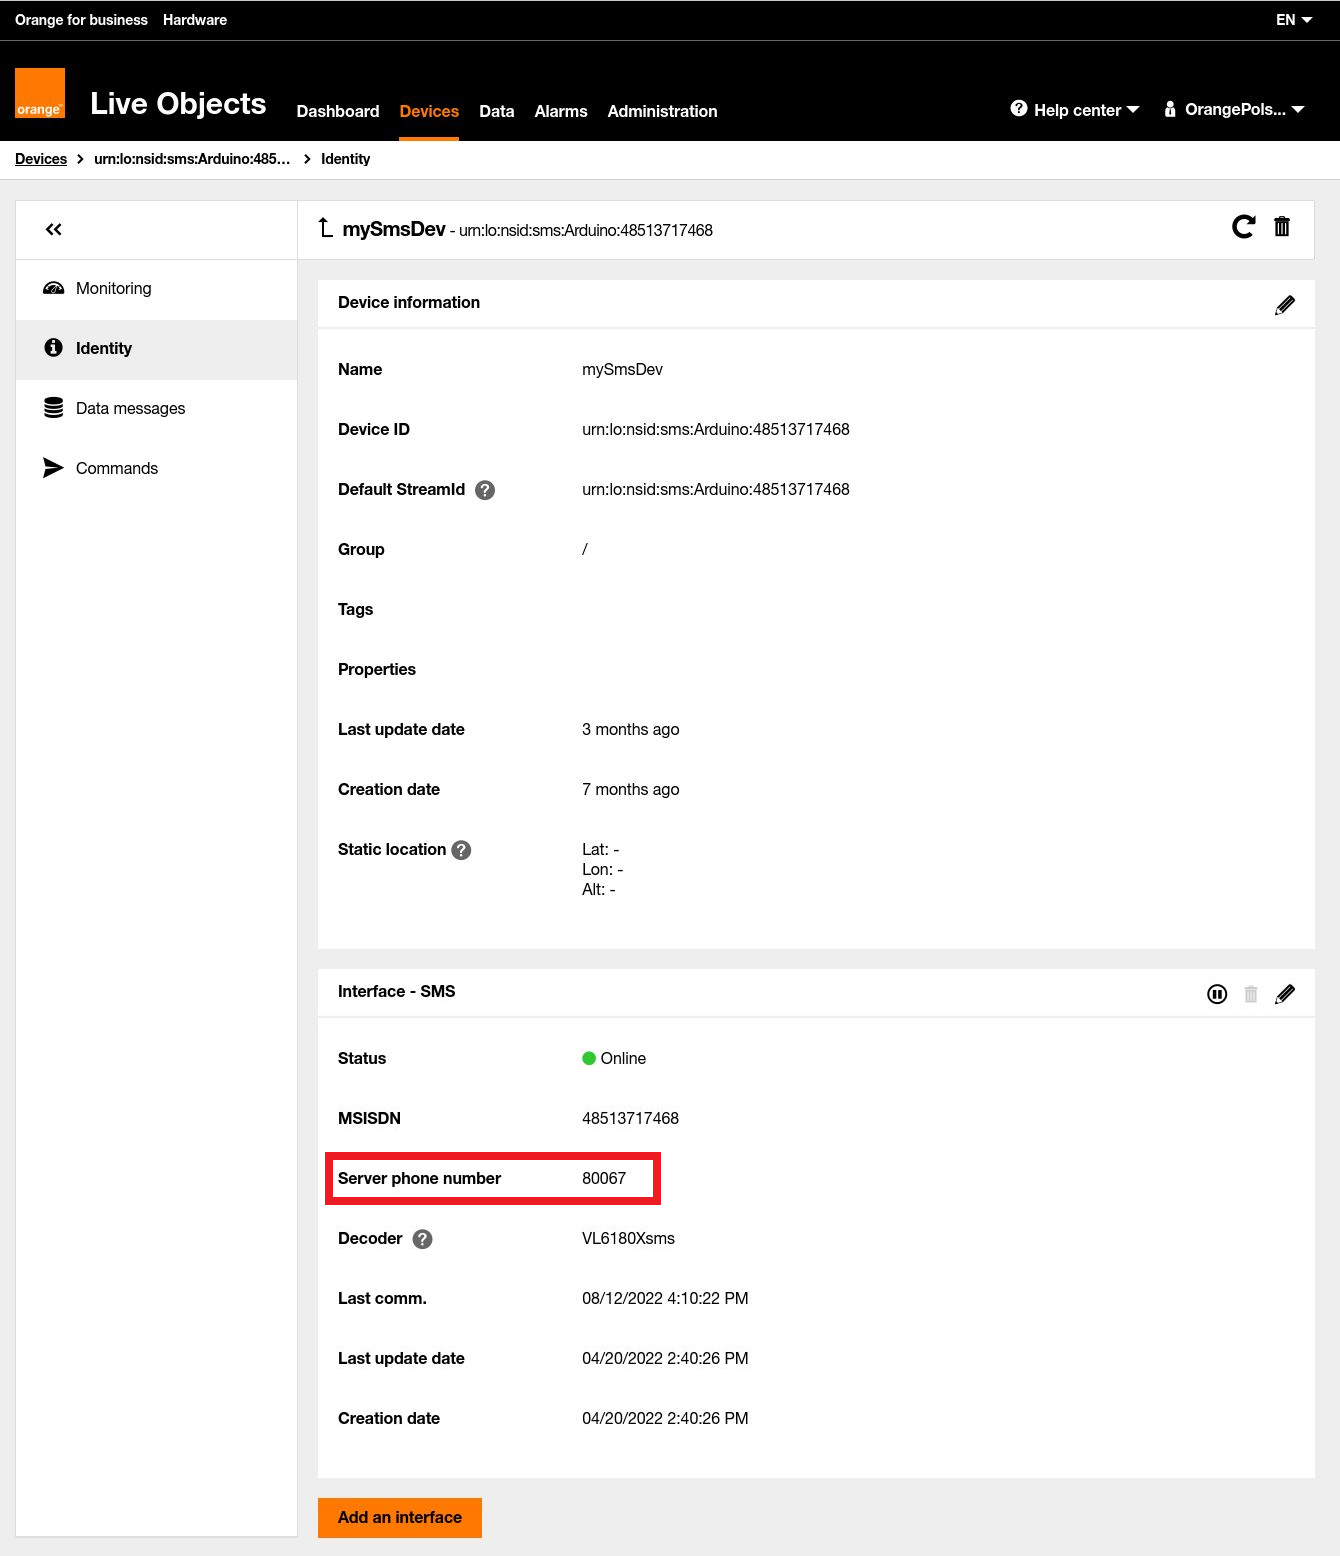 Orange for business Hardware EN
orange™
Live Objects Dashboard Devices Data Alarms Administration Help center OrangePols...
Devices > urn:lo:nsid:sms:Arduino:485... > Identity
mySmsDev - urn:lo:nsid:sms:Arduino:48513717468
Monitoring
Identity
Data messages
Commands
Device information
Name mySmsDev
Device ID urn:lo:nsid:sms:Arduino:48513717468
Default StreamId ? urn:lo:nsid:sms:Arduino:48513717468
Group /
Tags
Properties
Last update date 3 months ago
Creation date 7 months ago
Static location ? Lat: -
Lon: -
Alt: -
Interface - SMS
Status Online
MSISDN 48513717468
Server phone number 80067
Decoder ? VL6180Xsms
Last comm. 08/12/2022 4:10:22 PM
Last update date 04/20/2022 2:40:26 PM
Creation date 04/20/2022 2:40:26 PM
Add an interface